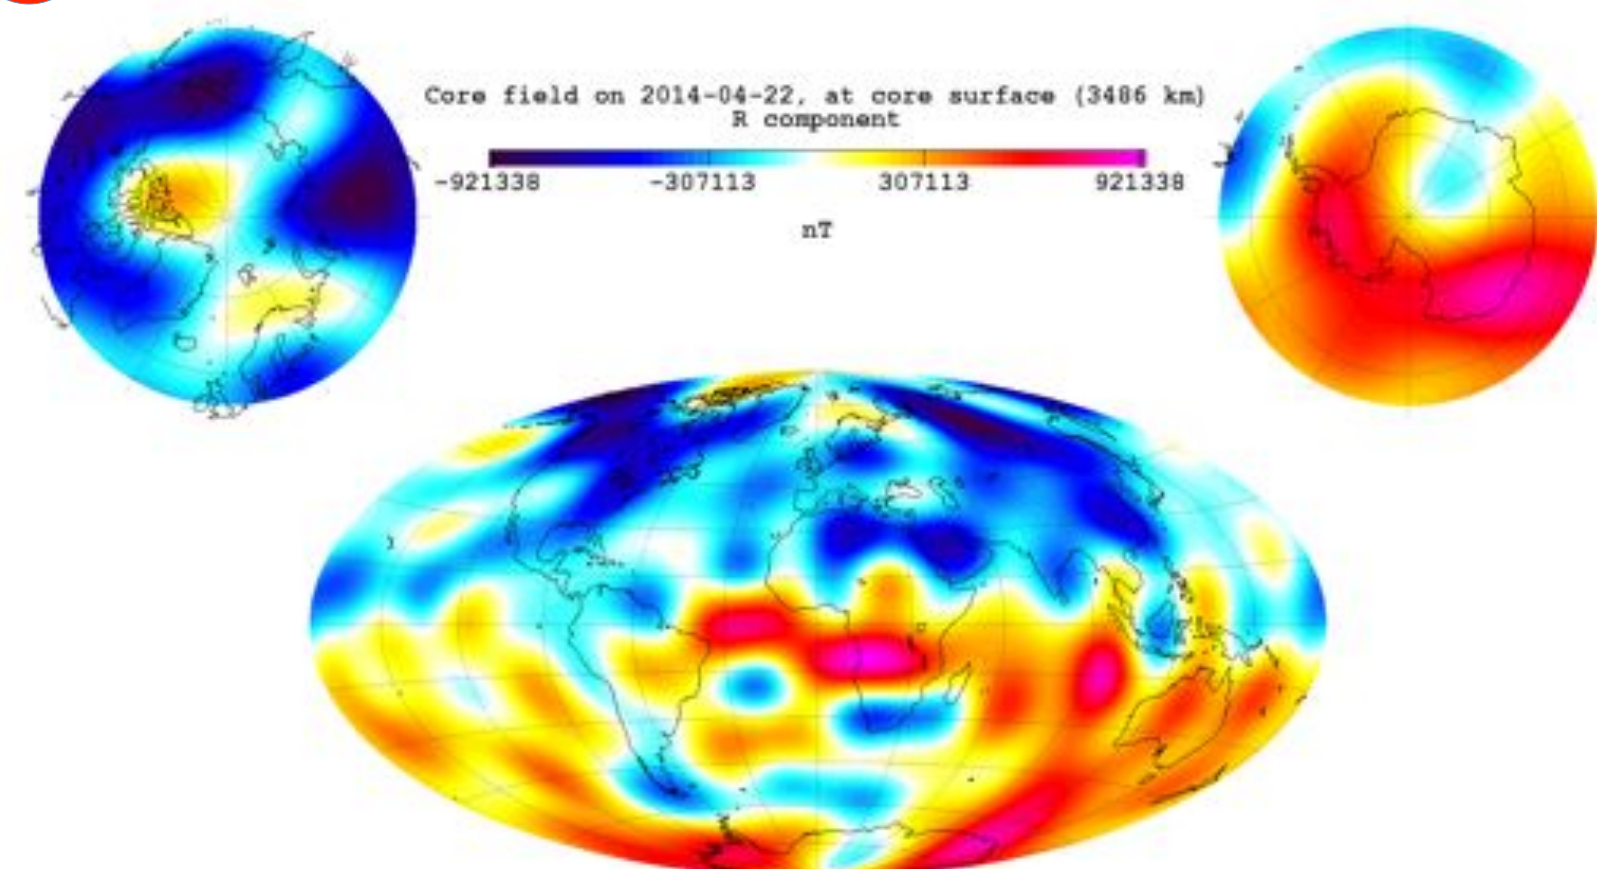 Core field on 2014-04-22, at core surface (3486 km)
R component
-921338 -307113 307113 921338
nT